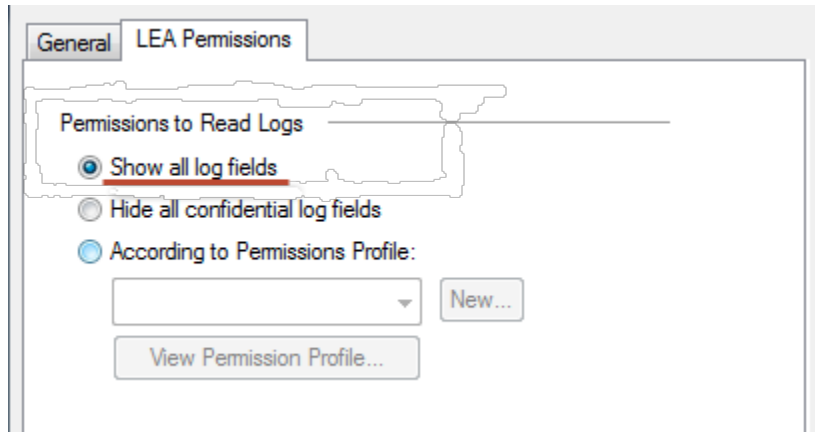 General LEA Permissions
Permissions to Read Logs
Show all log fields
Hide all confidential log fields
According to Permissions Profile:
New...
View Permission Profile...